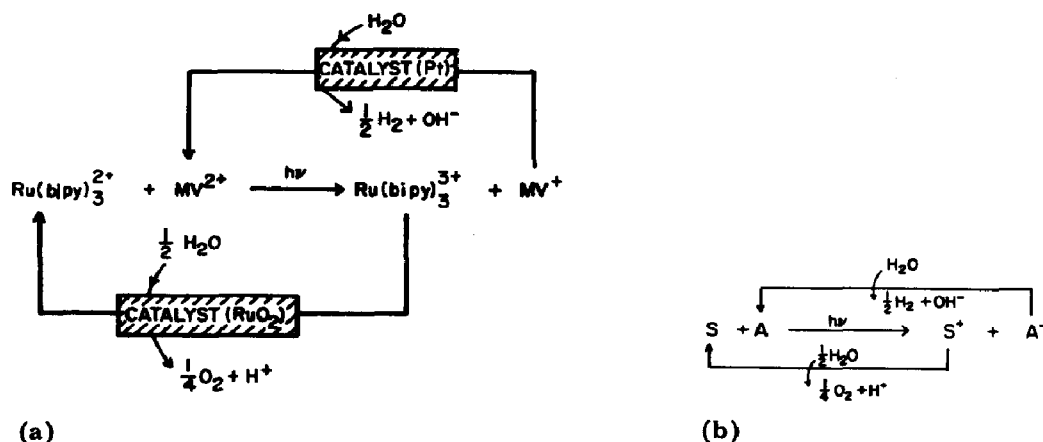 H₂O
CATALYST (Pt)
½ H₂ + OH⁻
Ru(bipy)₃²⁺ + MV²⁺ hν Ru(bipy)₃³⁺ + MV⁺
½ H₂O
CATALYST (RuO₂)
¼ O₂ + H⁺
(a)
H₂O
½ H₂ + OH⁻
S + A hν S⁺ + A⁻
½ H₂O
¼ O₂ + H⁺
(b)